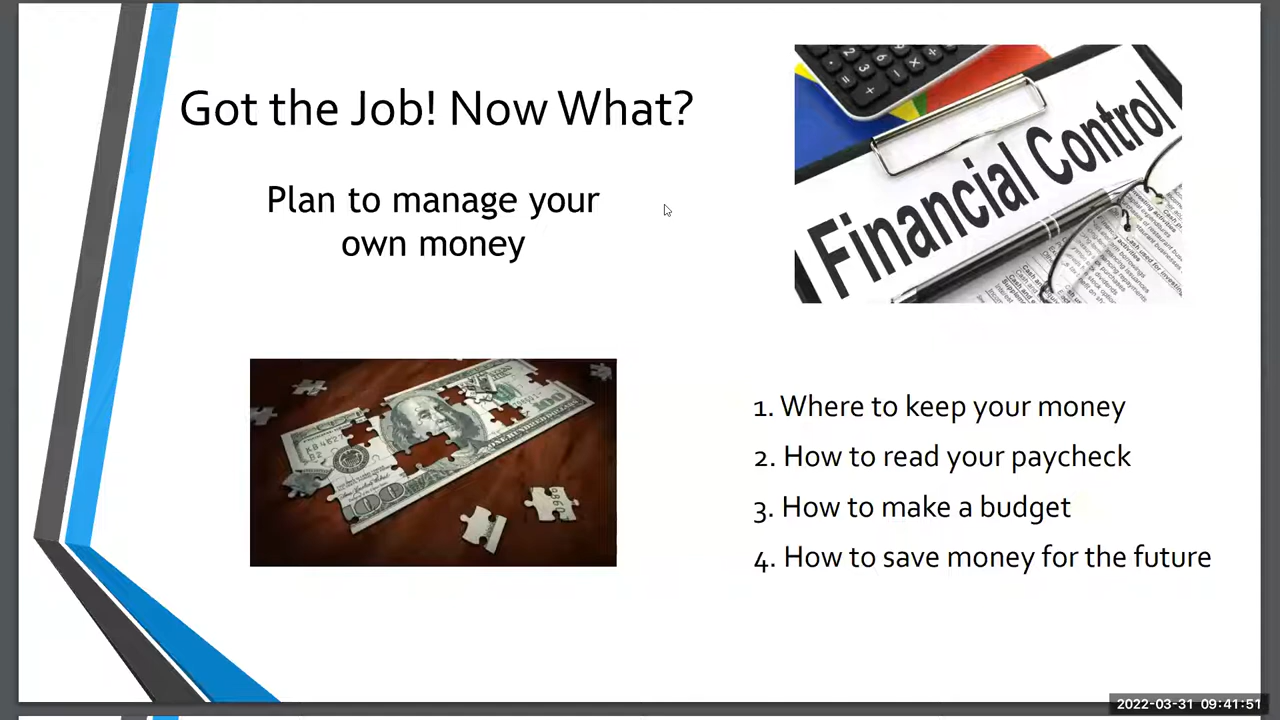 Got the Job! Now What?
Plan to manage your
own money
Financial Control
1. Where to keep your money
2. How to read your paycheck
3. How to make a budget
4. How to save money for the future
2022-03-31 09:41:51